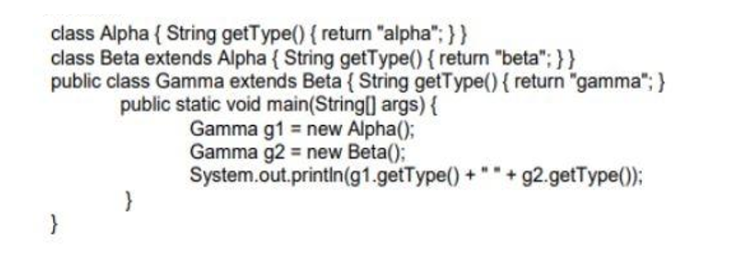 class Alpha { String getType() { return "alpha"; } }
class Beta extends Alpha { String getType() { return "beta"; } }
public class Gamma extends Beta { String getType() { return "gamma"; }
public static void main(String[] args) {
Gamma g1 = new Alpha();
Gamma g2 = new Beta();
System.out.println(g1.getType() + " " + g2.getType());
}
}